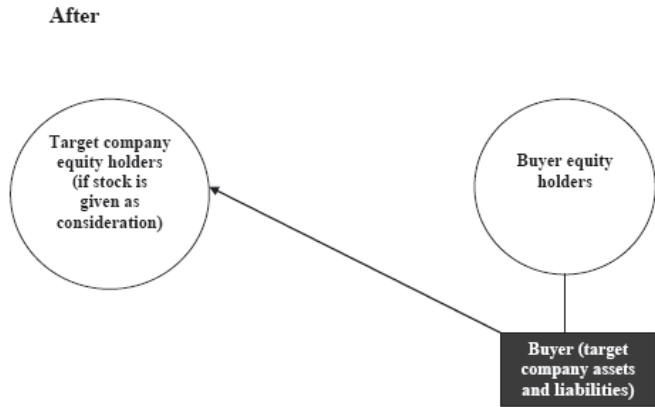 After
Target company
equity holders
(if stock is
given as
consideration)
Buyer equity
holders
Buyer (target
company assets
and liabilities)